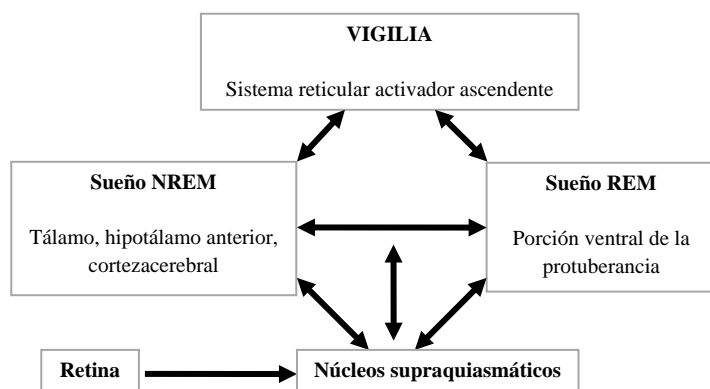 VIGILIA
Sistema reticular activador ascendente
Sueño NREM
Tálamo, hipotálamo anterior,
cortezacerebral
Sueño REM
Porción ventral de la
protuberancia
Retina
Núcleos supraquiasmáticos